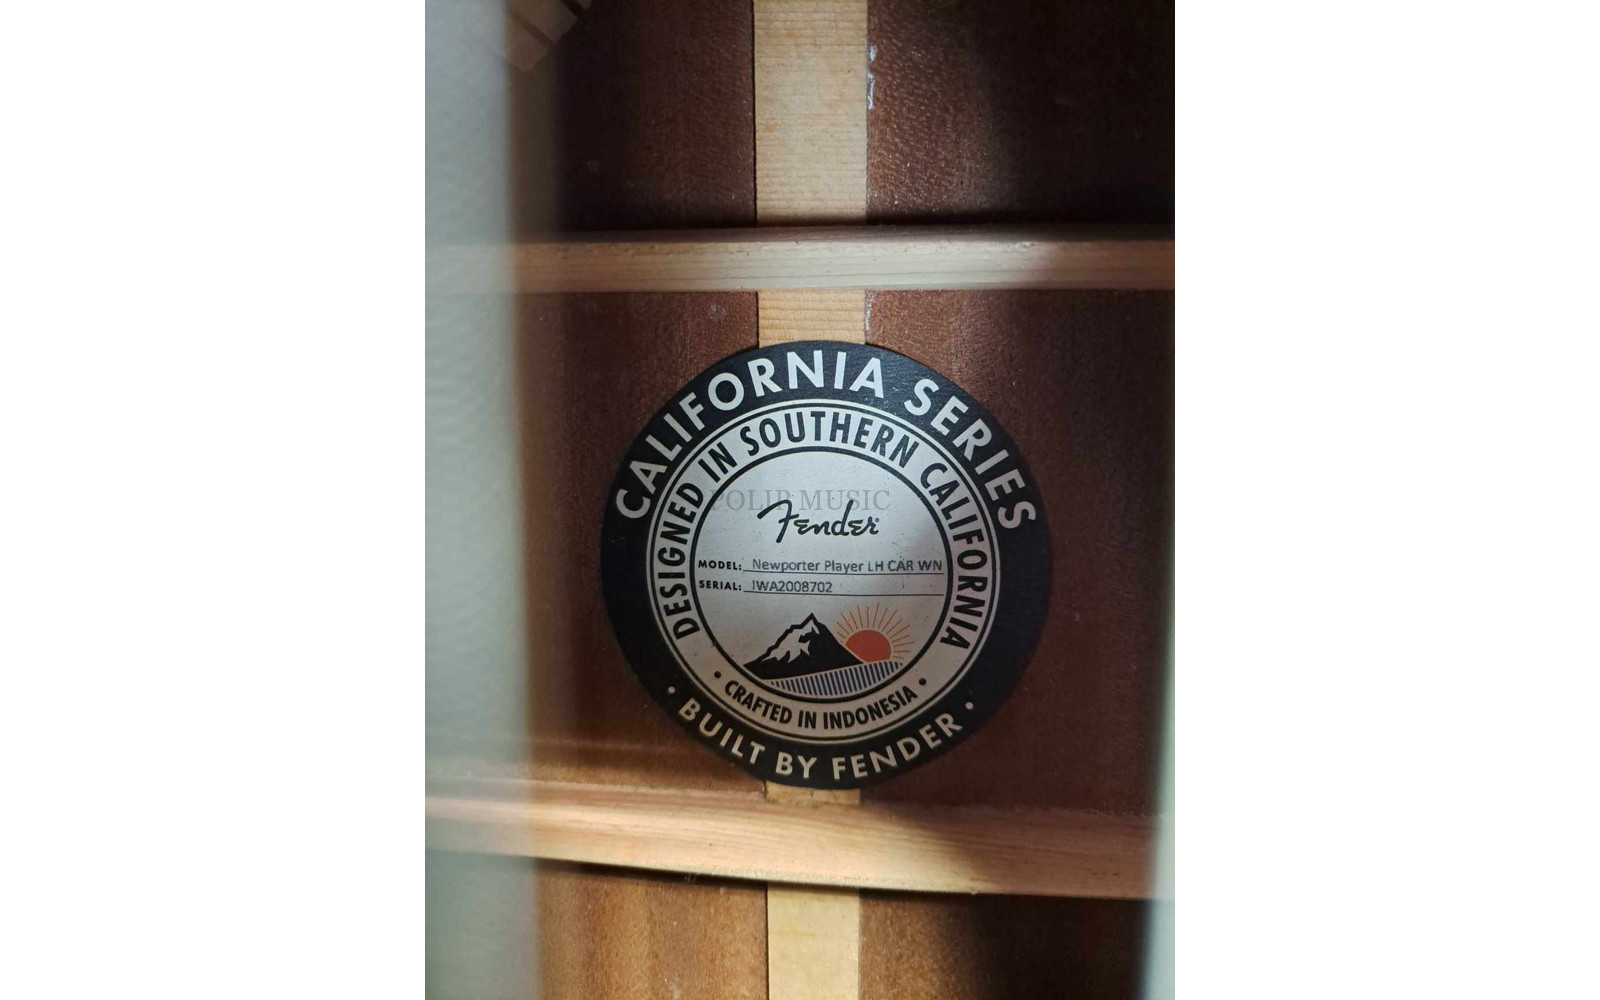 CALIFORNIA SERIES
DESIGNED IN SOUTHERN CALIFORNIA
POLIP MUSIC
Fender
MODEL: Newporter Player LH CAR WN
SERIAL: IWA2008702
• CRAFTED IN INDONESIA •
• BUILT BY FENDER •